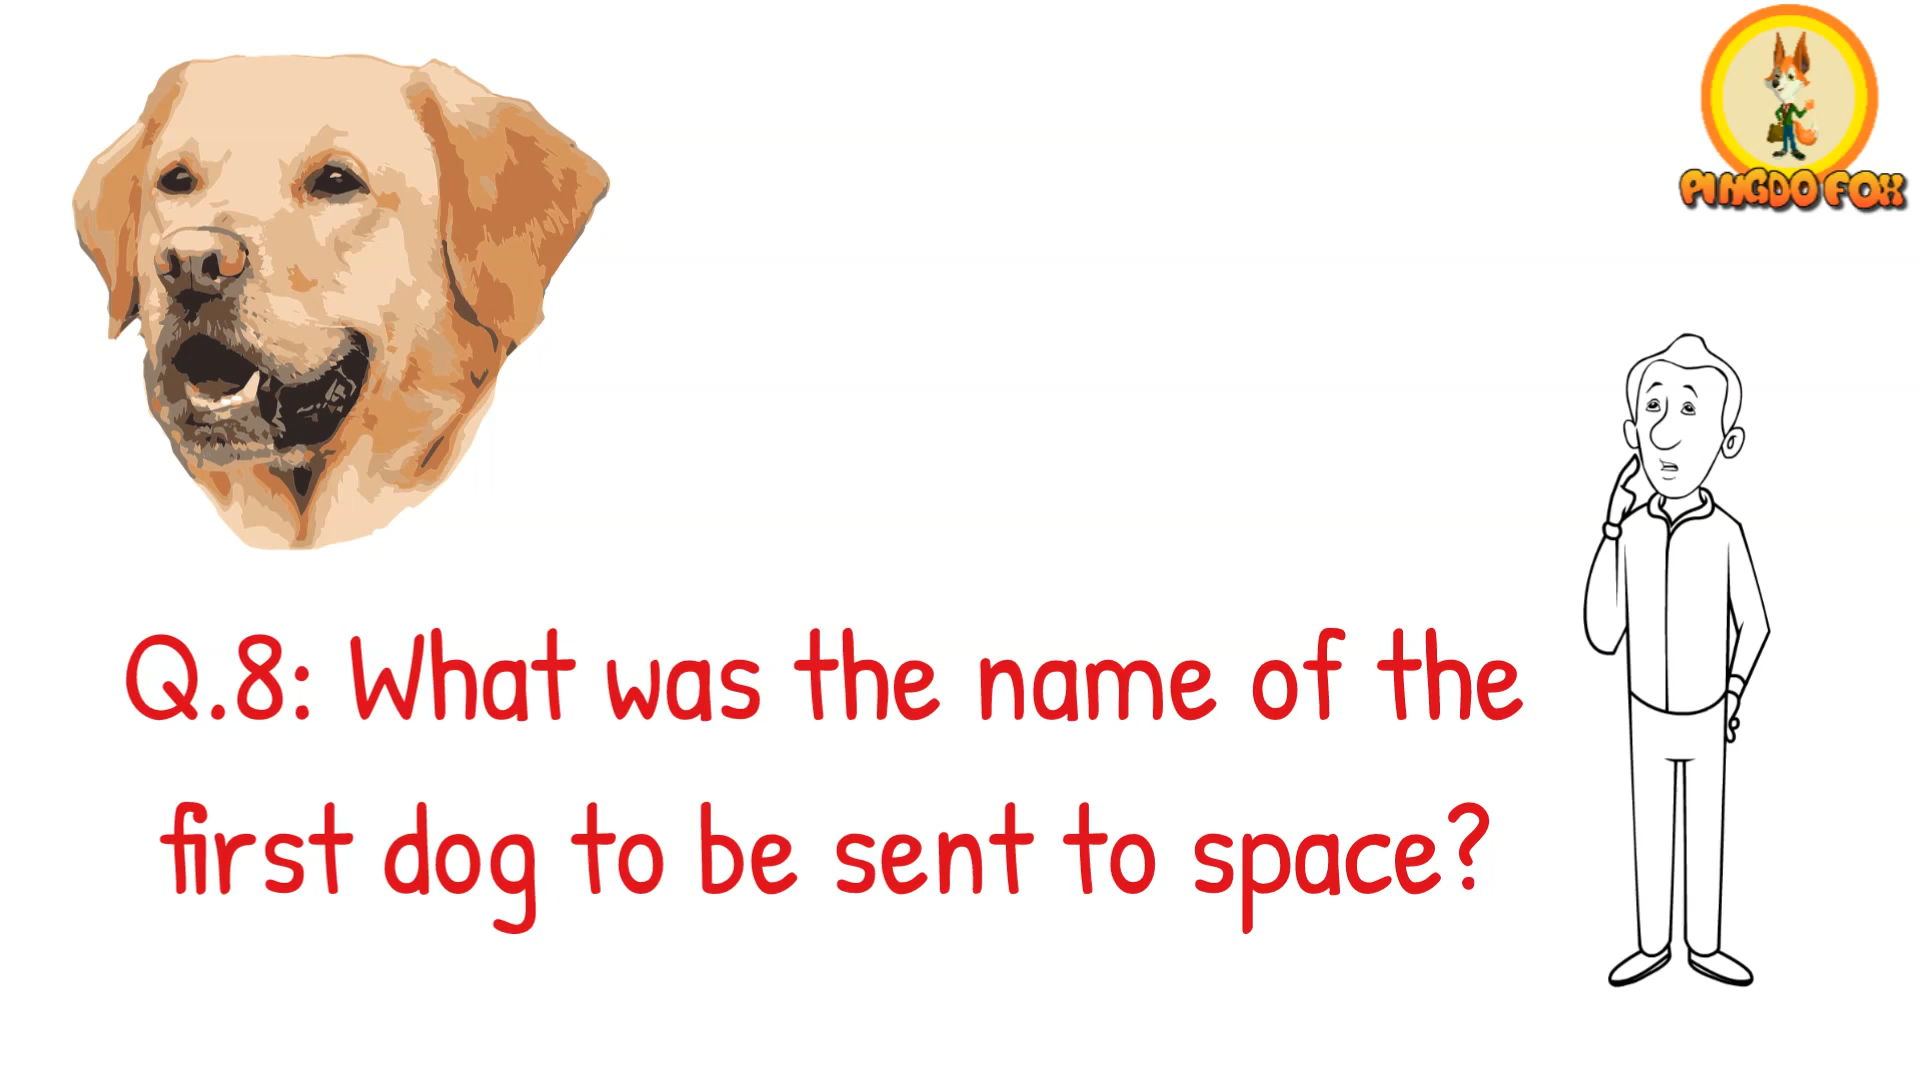 PINGDO FOX
Q.8: What was the name of the
first dog to be sent to space?